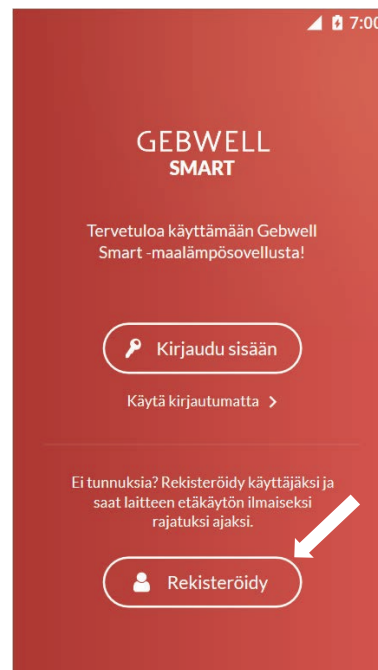 7:00
GEBWELL
SMART
Tervetuloa käyttämään Gebwell
Smart -maalämpösovellusta!
Kirjaudu sisään
Käytä kirjautumatta
Ei tunnuksia? Rekisteröidy käyttäjäksi ja
saat laitteen etäkäytön ilmaiseksi
rajatuksi ajaksi.
Rekisteröidy